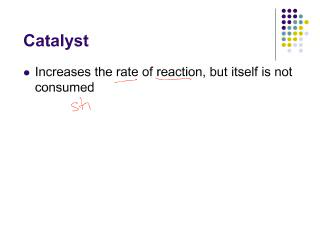 Catalyst
Increases the rate of reaction, but itself is not
consumed